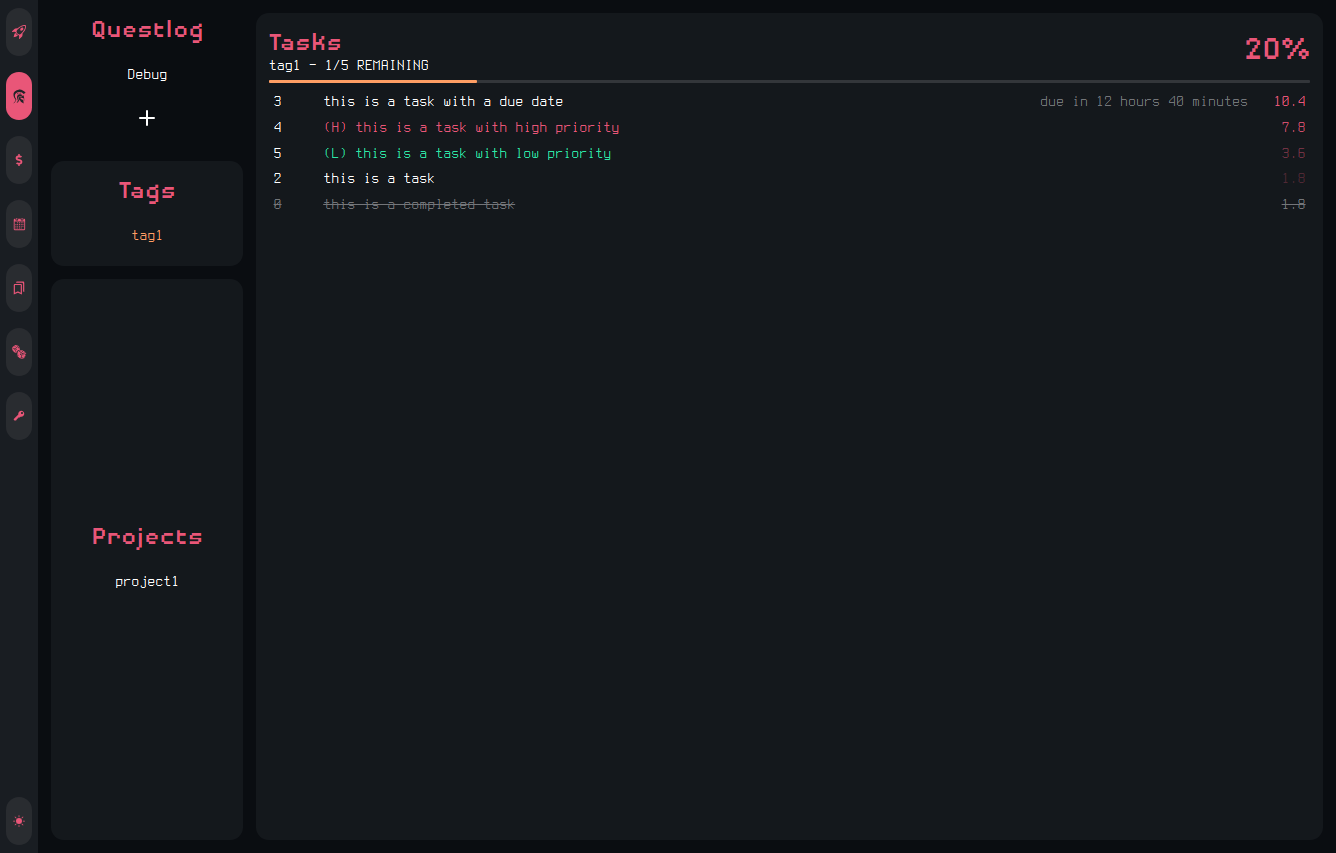 Questlog
Debug
+
Tags
tag1
Projects
project1
Tasks
tag1 - 1/5 REMAINING
20%
3 this is a task with a due date due in 12 hours 40 minutes 10.4
4 (H) this is a task with high priority 7.8
5 (L) this is a task with low priority 3.6
2 this is a task 1.8
0 this is a completed task 1.8
$